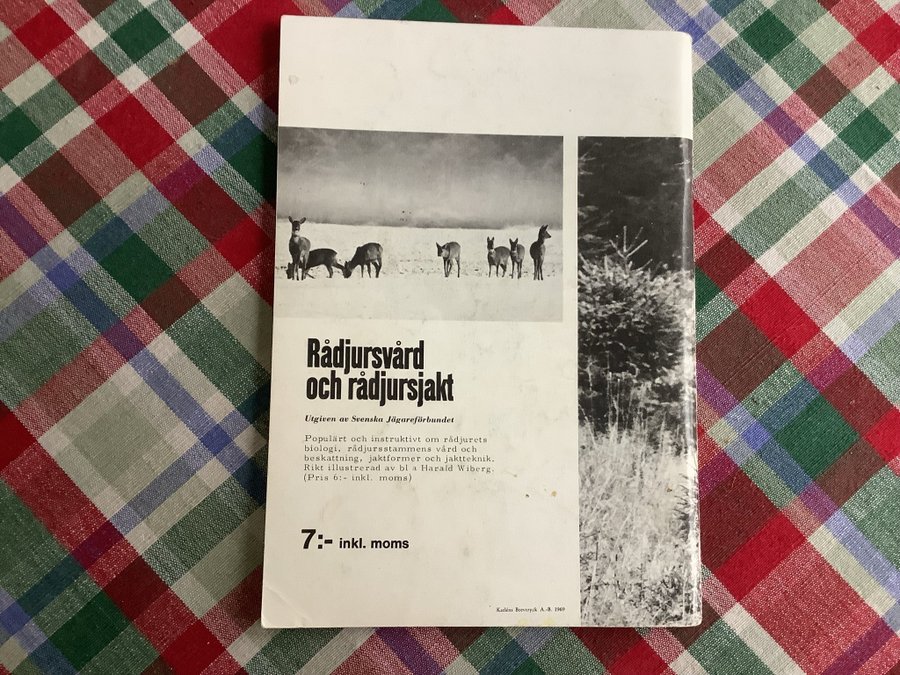 Rådjursvård
och rådjursjakt
Utgiven av Svenska Jägareförbundet
Populärt och instruktivt om rådjurets
biologi, rådjursstammens vård och
beskattning, jaktformer och jaktteknik.
Rikt illustrerad av bl a Harald Wiberg.
(Pris 6:- inkl. moms)
7:- inkl. moms
A.-B. 1969